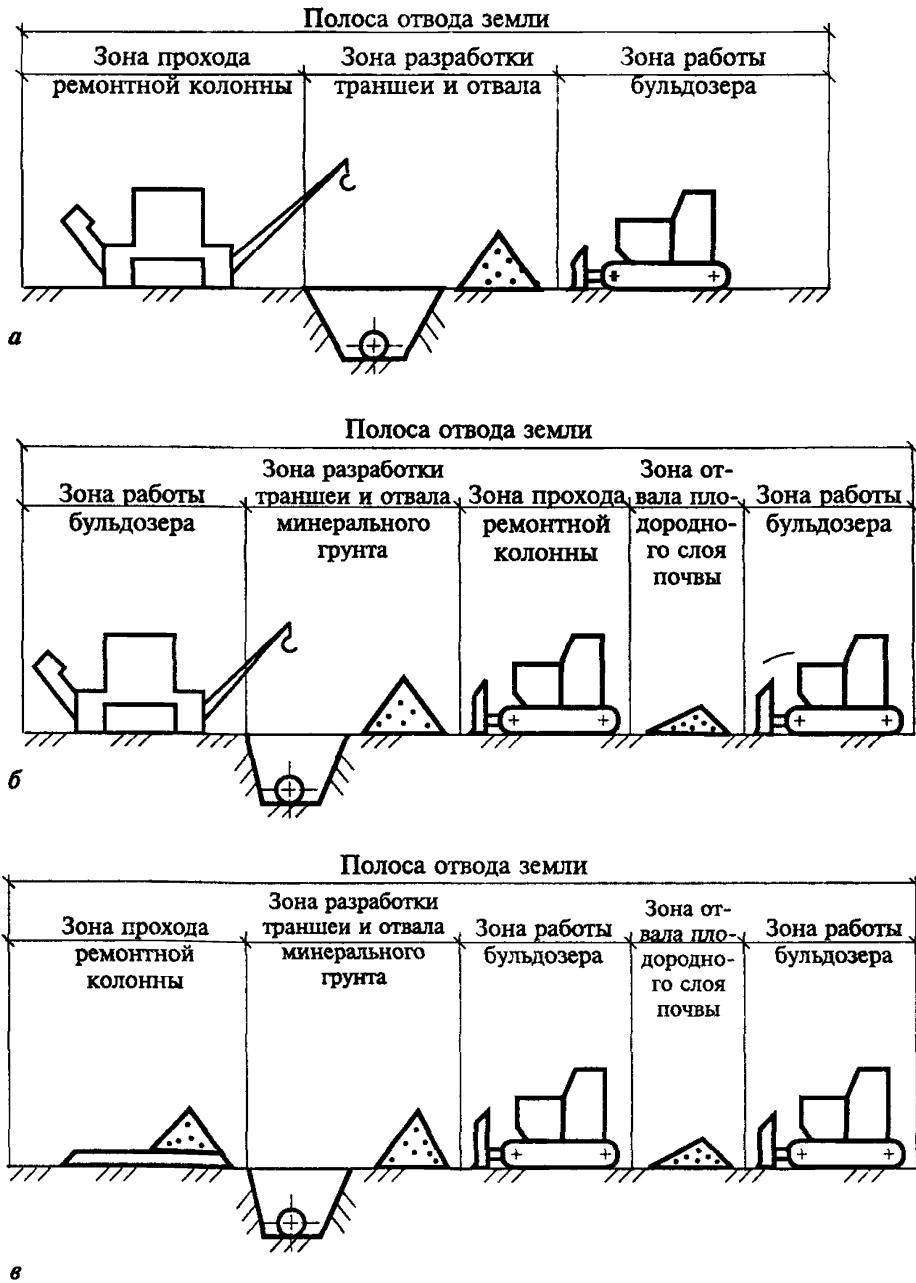 Полоса отвода земли
Зона прохода
ремонтной колонны
Зона разработки
траншеи и отвала
Зона работы
бульдозера
а
Полоса отвода земли
Зона работы
бульдозера
Зона разработки
траншеи и отвала
минерального
грунта
Зона прохода
ремонтной
колонны
Зона от-
вала пло-
дородно-
го слоя
почвы
Зона работы
бульдозера
б
Полоса отвода земли
Зона прохода
ремонтной
колонны
Зона разработки
траншеи и отвала
минерального
грунта
Зона работы
бульдозера
Зона от-
вала пло-
дородно-
го слоя
почвы
Зона работы
бульдозера
в